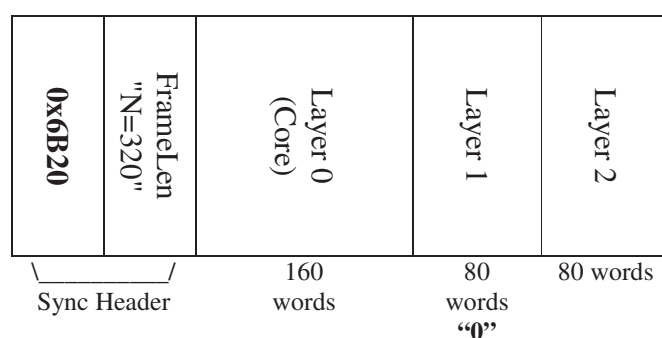 0x6B20
FrameLen
"N=320"
Layer 0
(Core)
Layer 1
Layer 2
\__________/
Sync Header
160
words
80
words
“0”
80 words